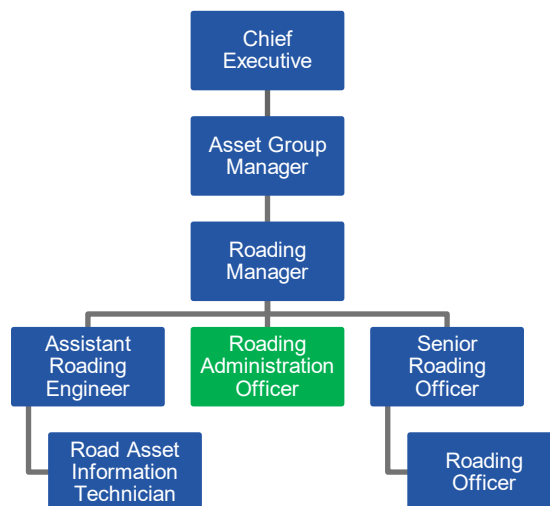 Chief
Executive
Asset Group
Manager
Roading
Manager
Assistant
Roading
Engineer
Roading
Administration
Officer
Senior
Roading
Officer
Road Asset
Information
Technician
Roading
Officer